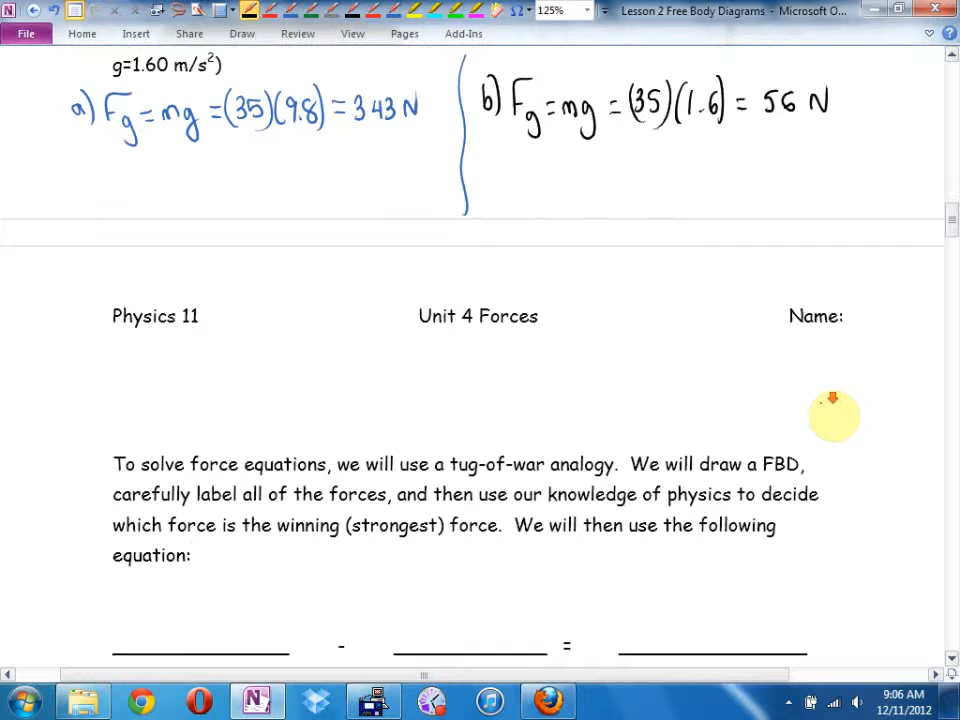 125% Lesson 2 Free Body Diagrams - Microsoft O...
File Home Insert Share Draw Review View Pages Add-Ins
g=1.60 m/s²)
a) Fg = mg = (35)(9.8) = 343 N
b) Fg = mg = (35)(1.6) = 56 N
Physics 11 Unit 4 Forces Name:
To solve force equations, we will use a tug-of-war analogy. We will draw a FBD,
carefully label all of the forces, and then use our knowledge of physics to decide
which force is the winning (strongest) force. We will then use the following
equation:
____________ - ____________ = ____________
9:06 AM
12/11/2012